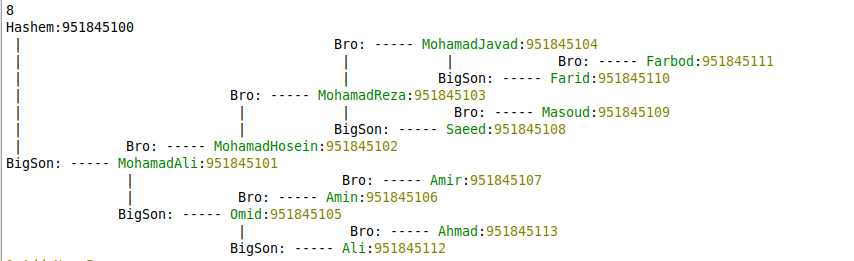 8
Hashem:951845100
Bro: ----- MohamadJavad:951845104
Bro: ----- Farbod:951845111
BigSon: ----- Farid:951845110
Bro: ----- MohamadReza:951845103
Bro: ----- Masoud:951845109
BigSon: ----- Saeed:951845108
Bro: ----- MohamadHosein:951845102
BigSon: ----- MohamadAli:951845101
Bro: ----- Amir:951845107
Bro: ----- Amin:951845106
BigSon: ----- Omid:951845105
Bro: ----- Ahmad:951845113
BigSon: ----- Ali:951845112